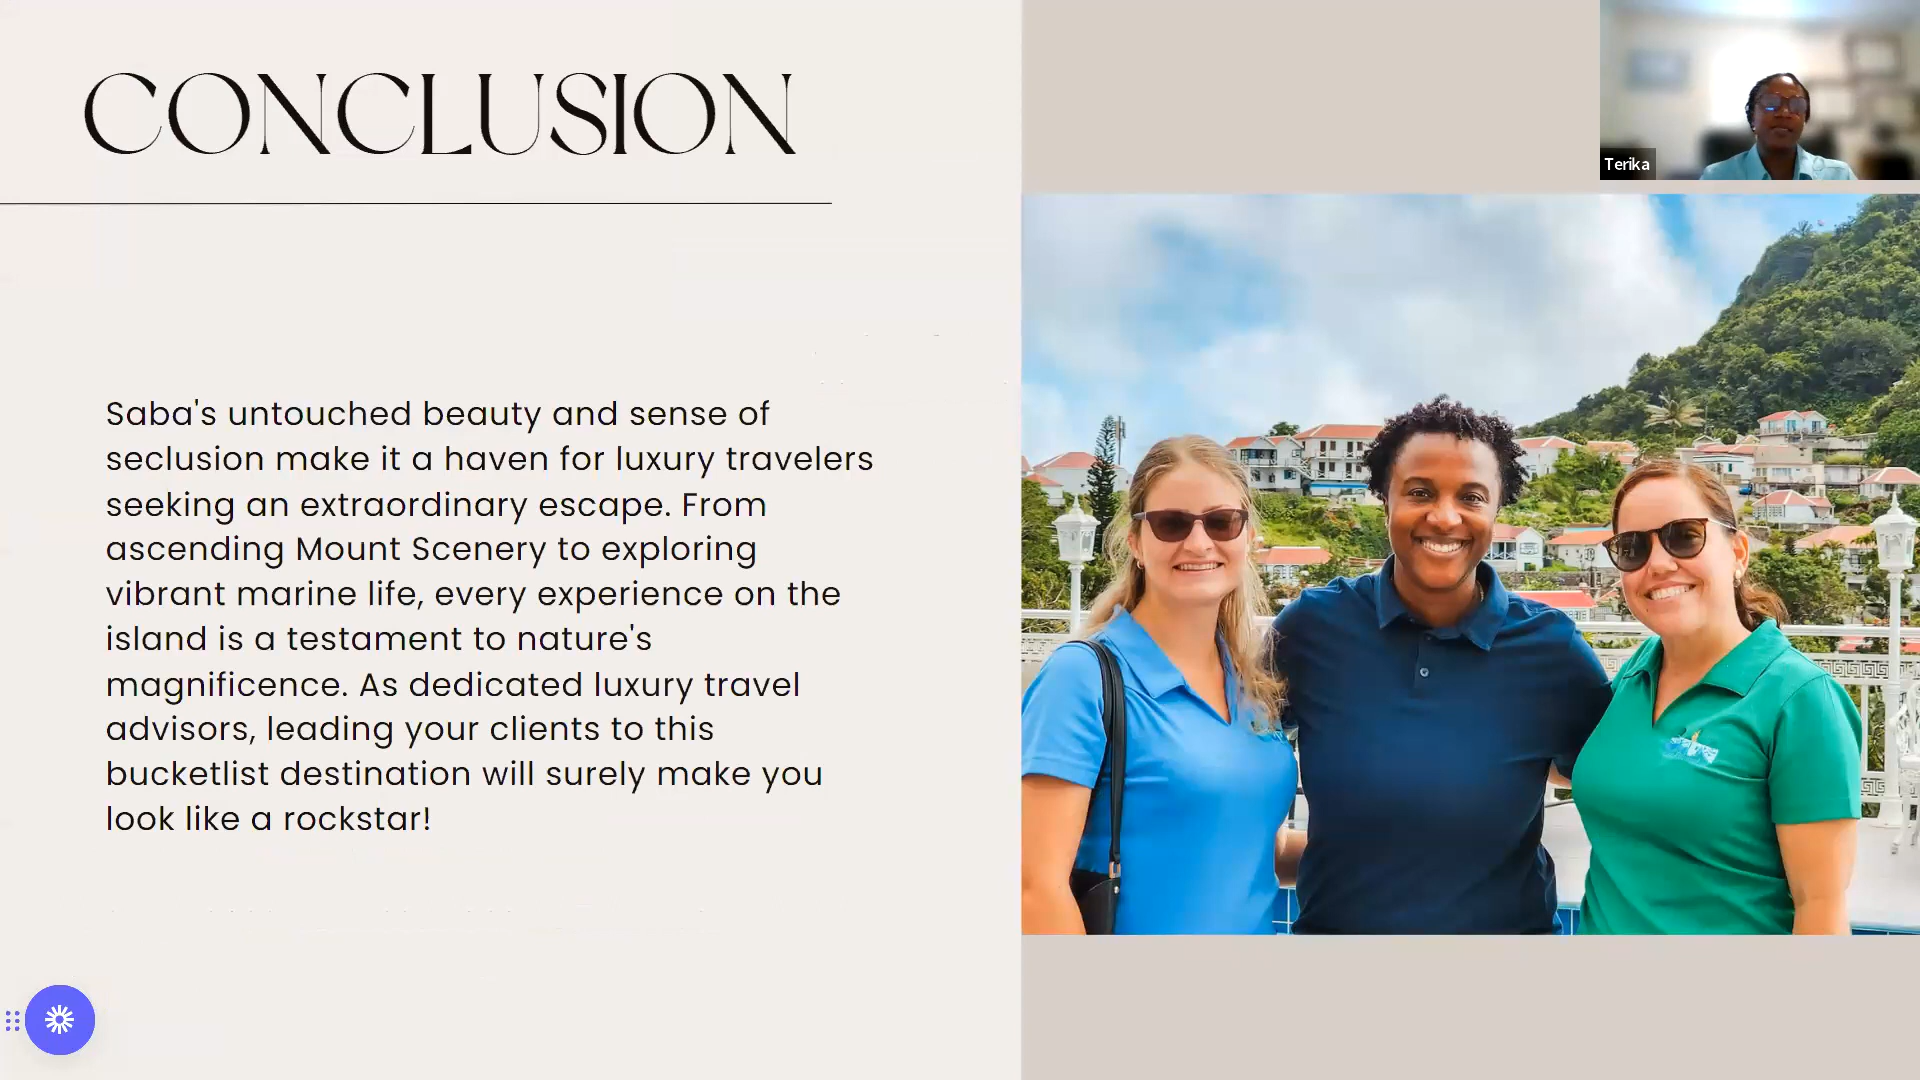 CONCLUSION
Terika
Saba's untouched beauty and sense of
seclusion make it a haven for luxury travelers
seeking an extraordinary escape. From
ascending Mount Scenery to exploring
vibrant marine life, every experience on the
island is a testament to nature's
magnificence. As dedicated luxury travel
advisors, leading your clients to this
bucketlist destination will surely make you
look like a rockstar!